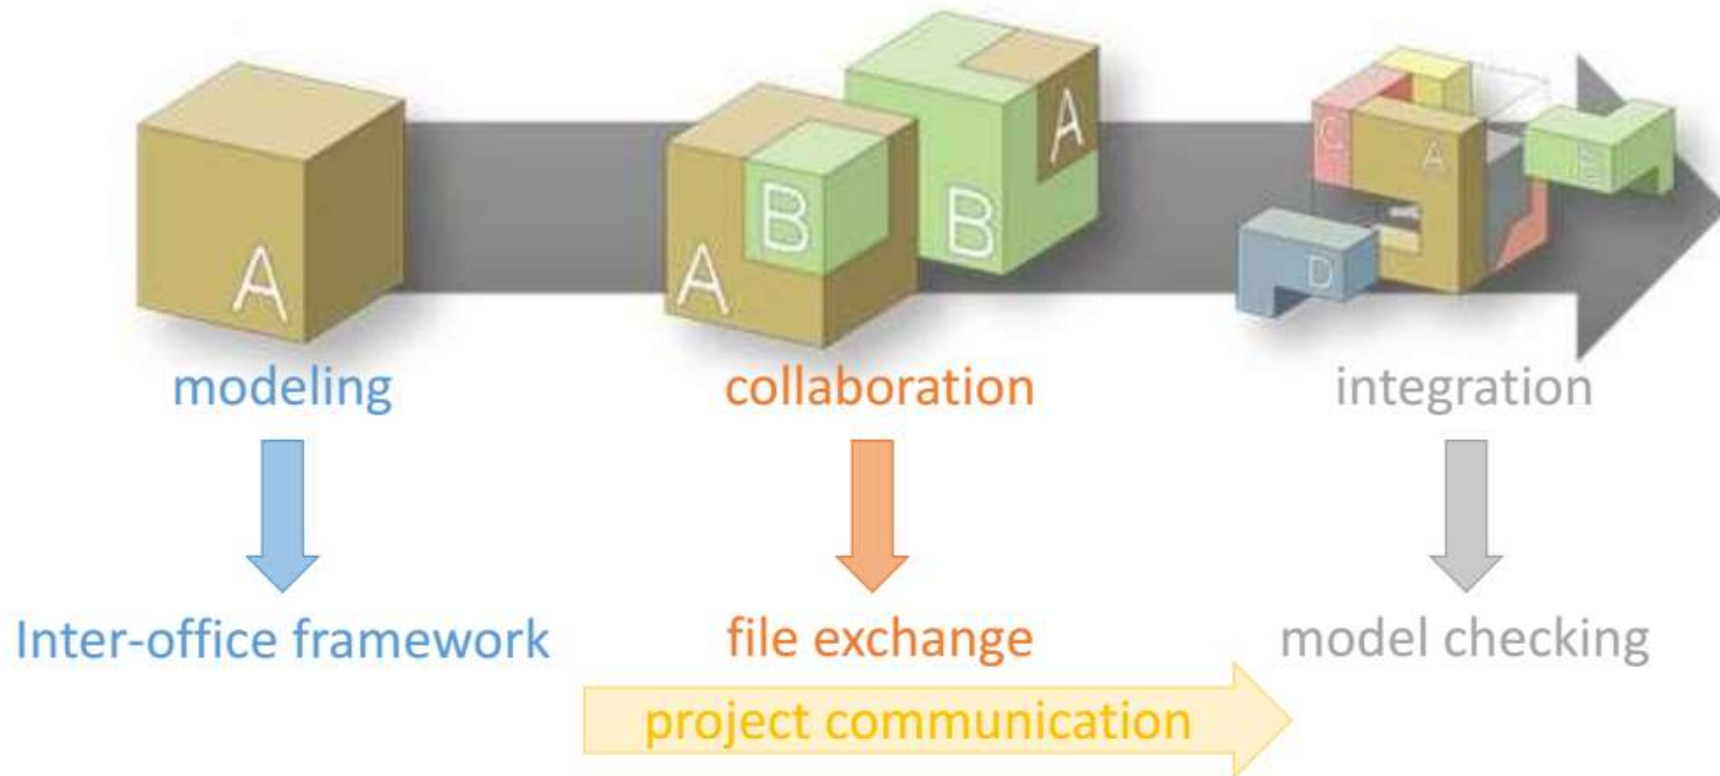 A
A
B
B
A
C
A
D
modeling
collaboration
integration
Inter-office framework
file exchange
model checking
project communication